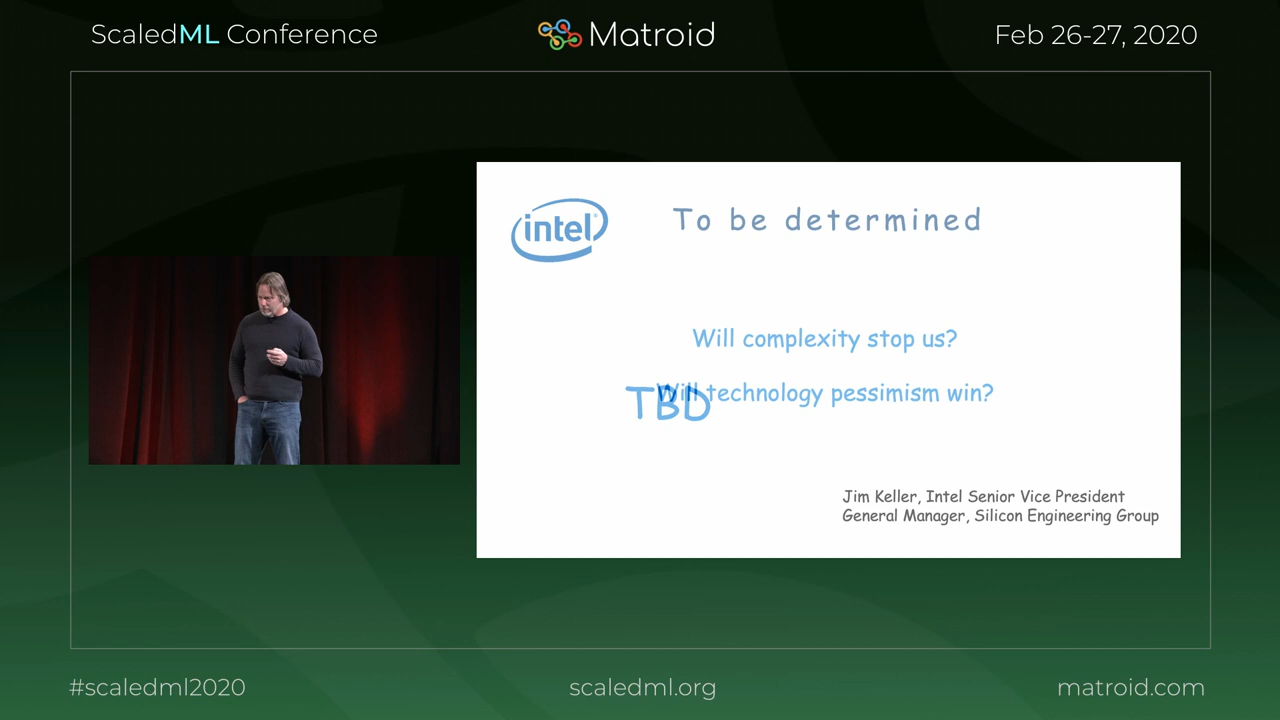 ScaledML Conference
Matroid
Feb 26-27, 2020
intel
To be determined
Will complexity stop us?
Will technology pessimism win?
TBD
Jim Keller, Intel Senior Vice President
General Manager, Silicon Engineering Group
#scaledml2020
scaledml.org
matroid.com